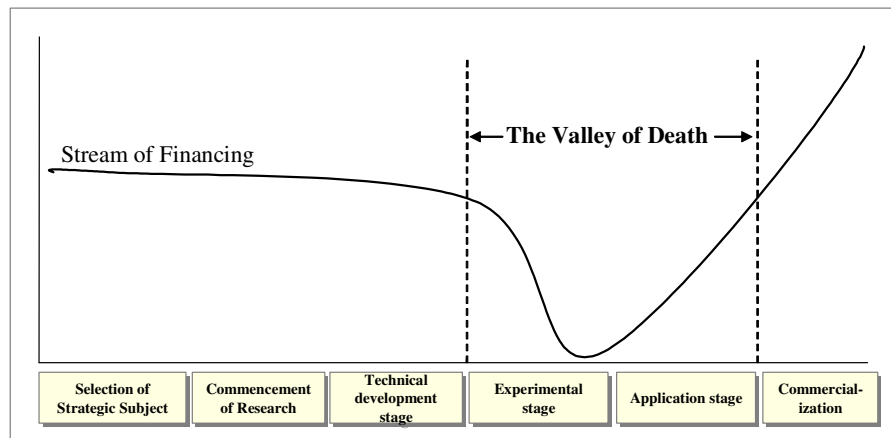 The Valley of Death
Stream of Financing
Selection of
Strategic Subject
Commencement
of Research
Technical
development
stage
Experimental
stage
Application stage
Commercial-
ization